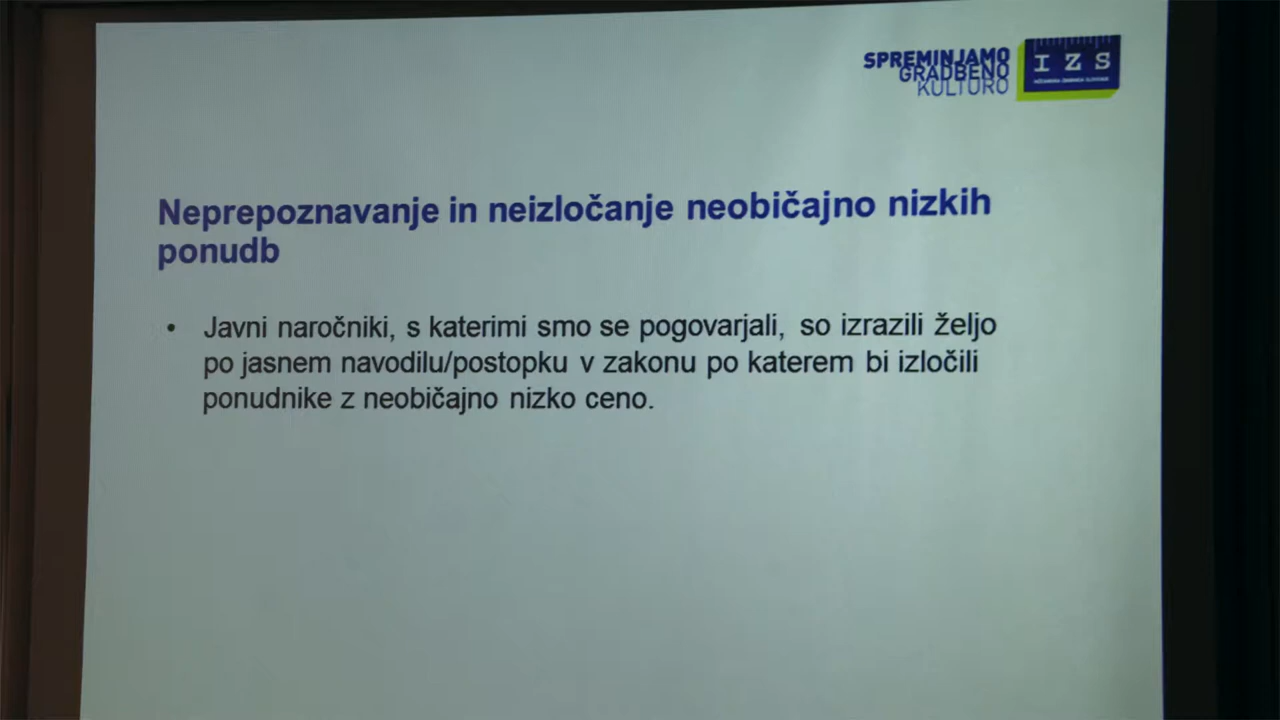 SPREMINJAMO
GRADBENO
KULTURO
IZS
Neprepoznavanje in neizločanje neobičajno nizkih
ponudb
• Javni naročniki, s katerimi smo se pogovarjali, so izrazili željo
po jasnem navodilu/postopku v zakonu po katerem bi izločili
ponudnike z neobičajno nizko ceno.